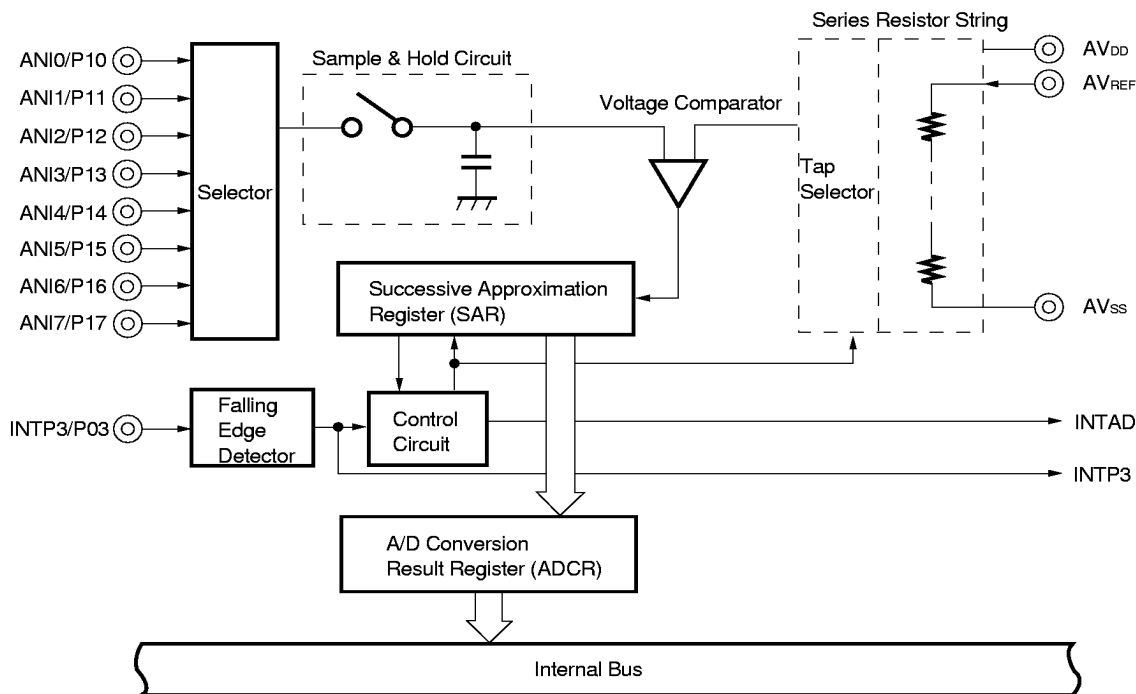 Series Resistor String
ANI0/P10
ANI1/P11
ANI2/P12
ANI3/P13
ANI4/P14
ANI5/P15
ANI6/P16
ANI7/P17
Selector
Sample & Hold Circuit
Voltage Comparator
Tap
Selector
AVDD
AVREF
AVSS
Successive Approximation
Register (SAR)
INTP3/P03
Falling
Edge
Detector
Control
Circuit
INTAD
INTP3
A/D Conversion
Result Register (ADCR)
Internal Bus